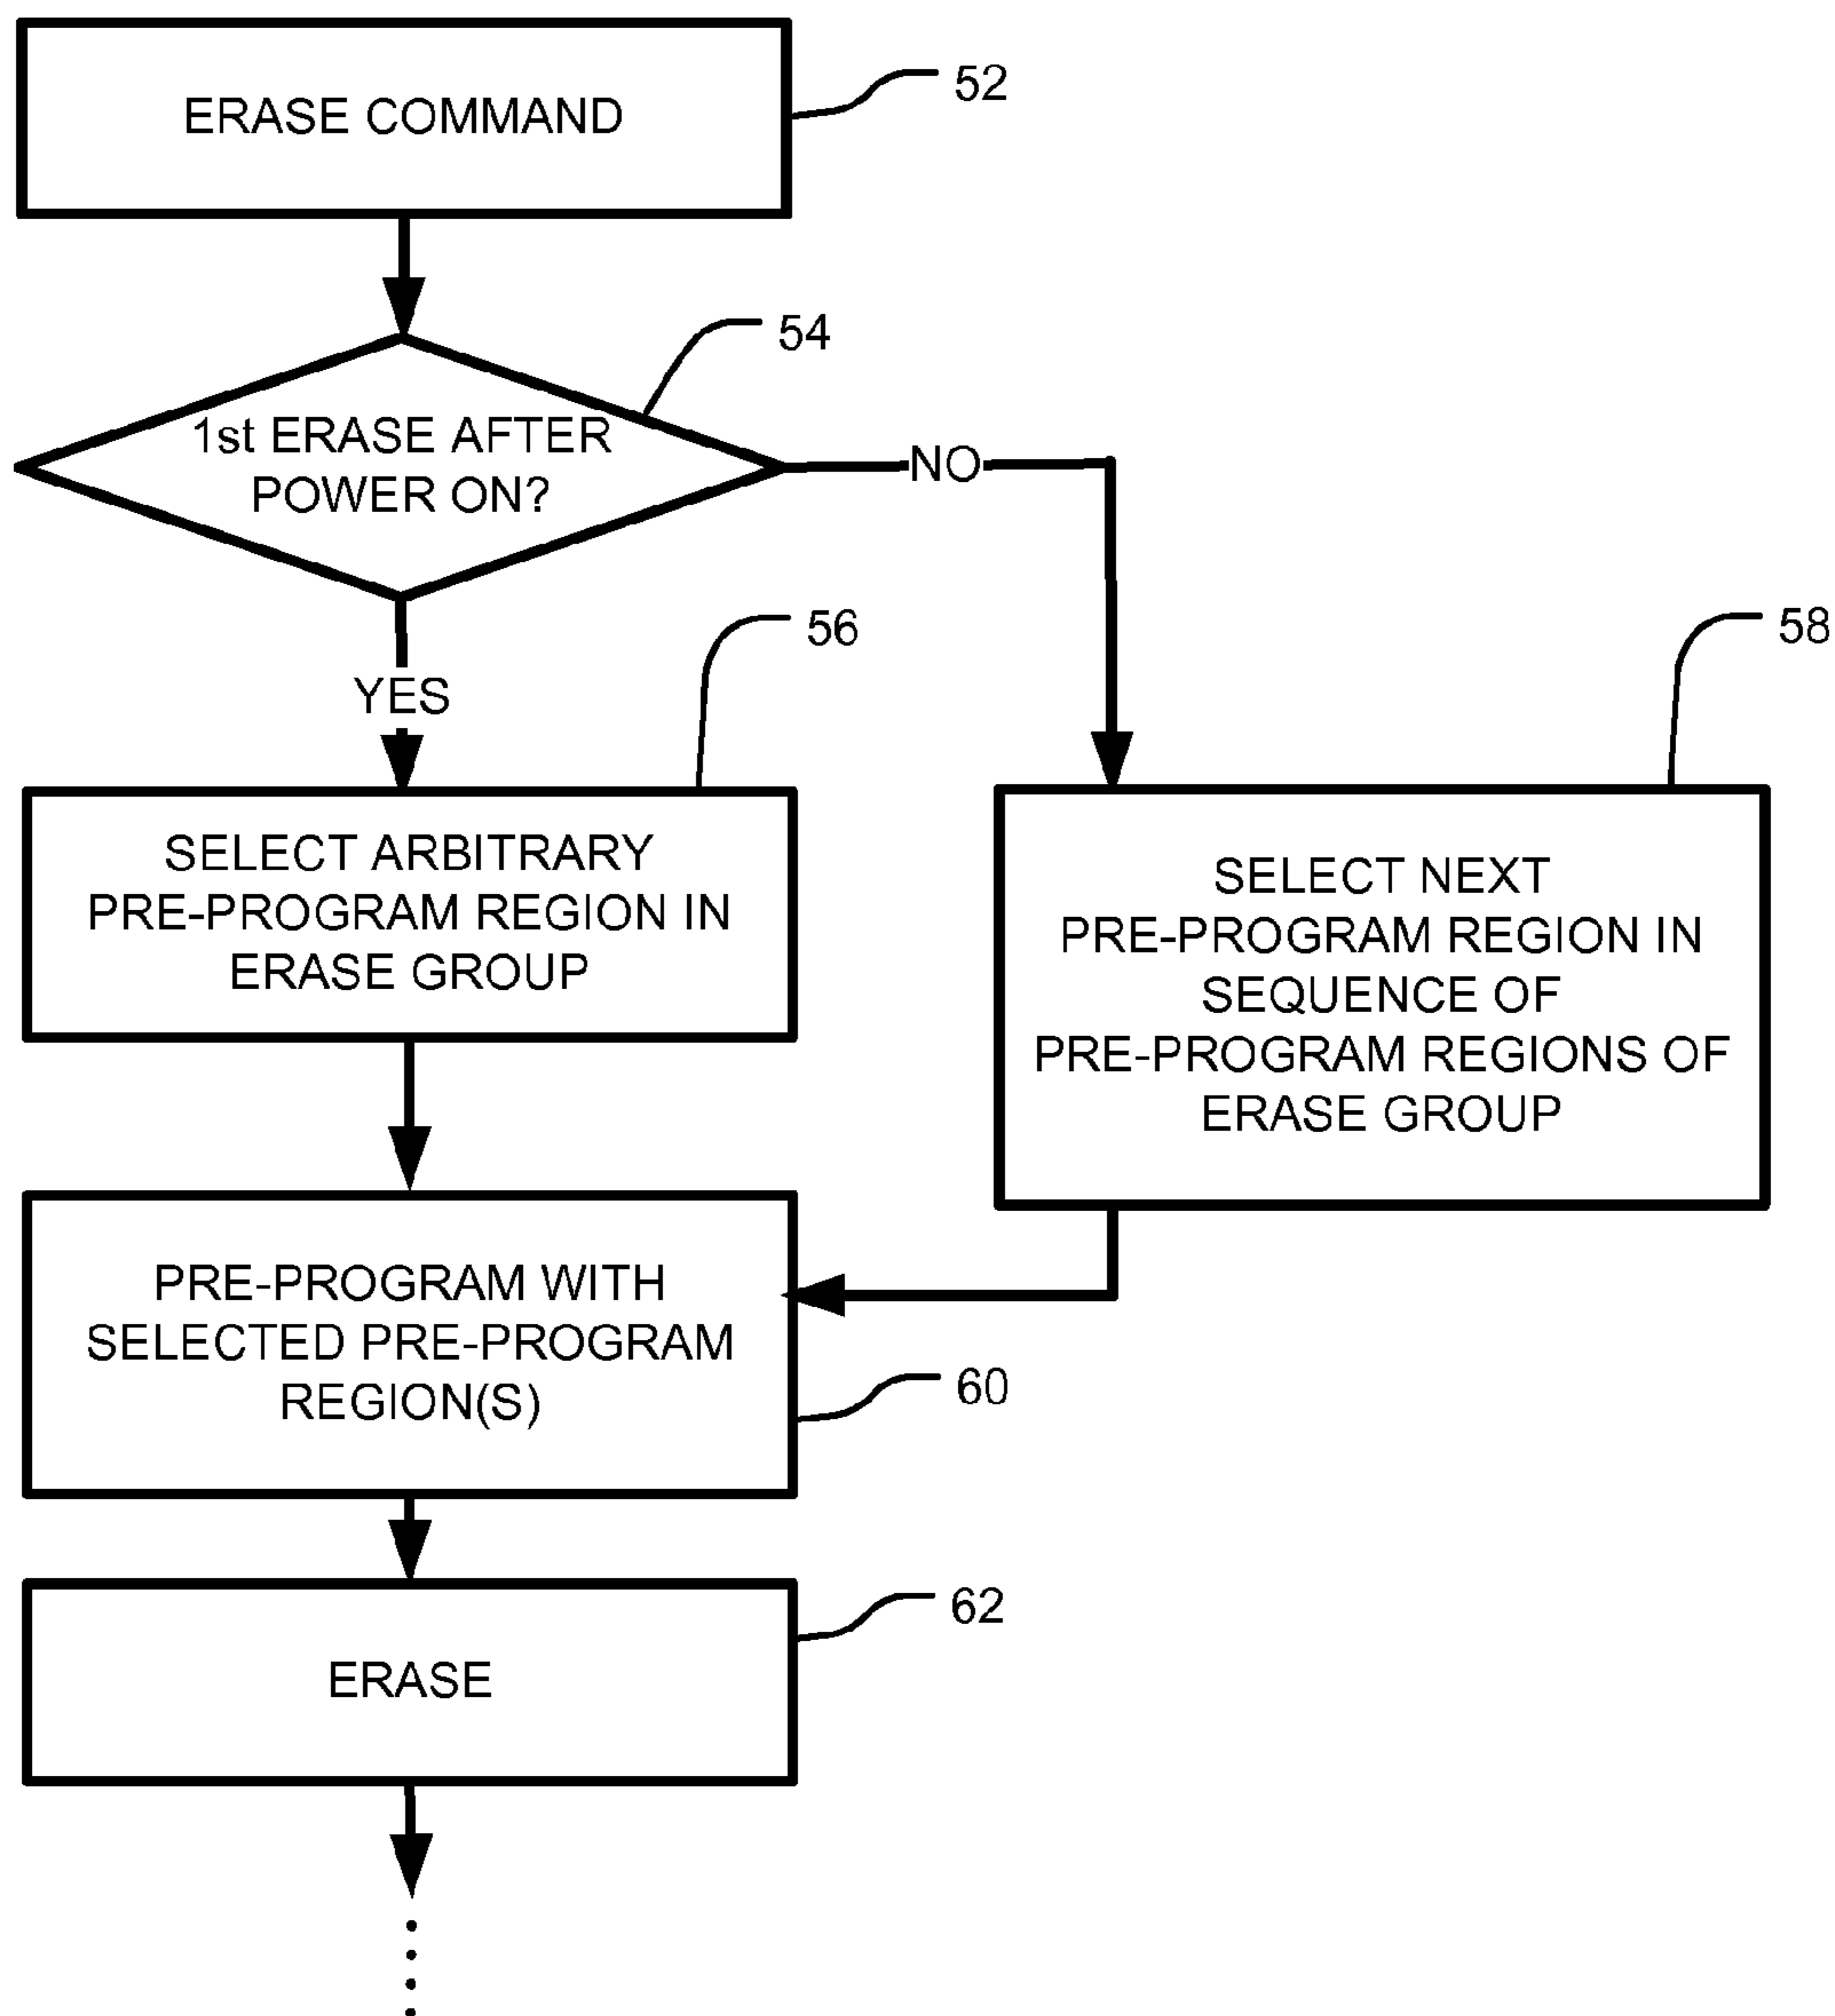 ERASE COMMAND
52
54
1st ERASE AFTER
POWER ON?
NO
YES
56
58
SELECT ARBITRARY
PRE-PROGRAM REGION IN
ERASE GROUP
SELECT NEXT
PRE-PROGRAM REGION IN
SEQUENCE OF
PRE-PROGRAM REGIONS OF
ERASE GROUP
PRE-PROGRAM WITH
SELECTED PRE-PROGRAM
REGION(S)
60
ERASE
62